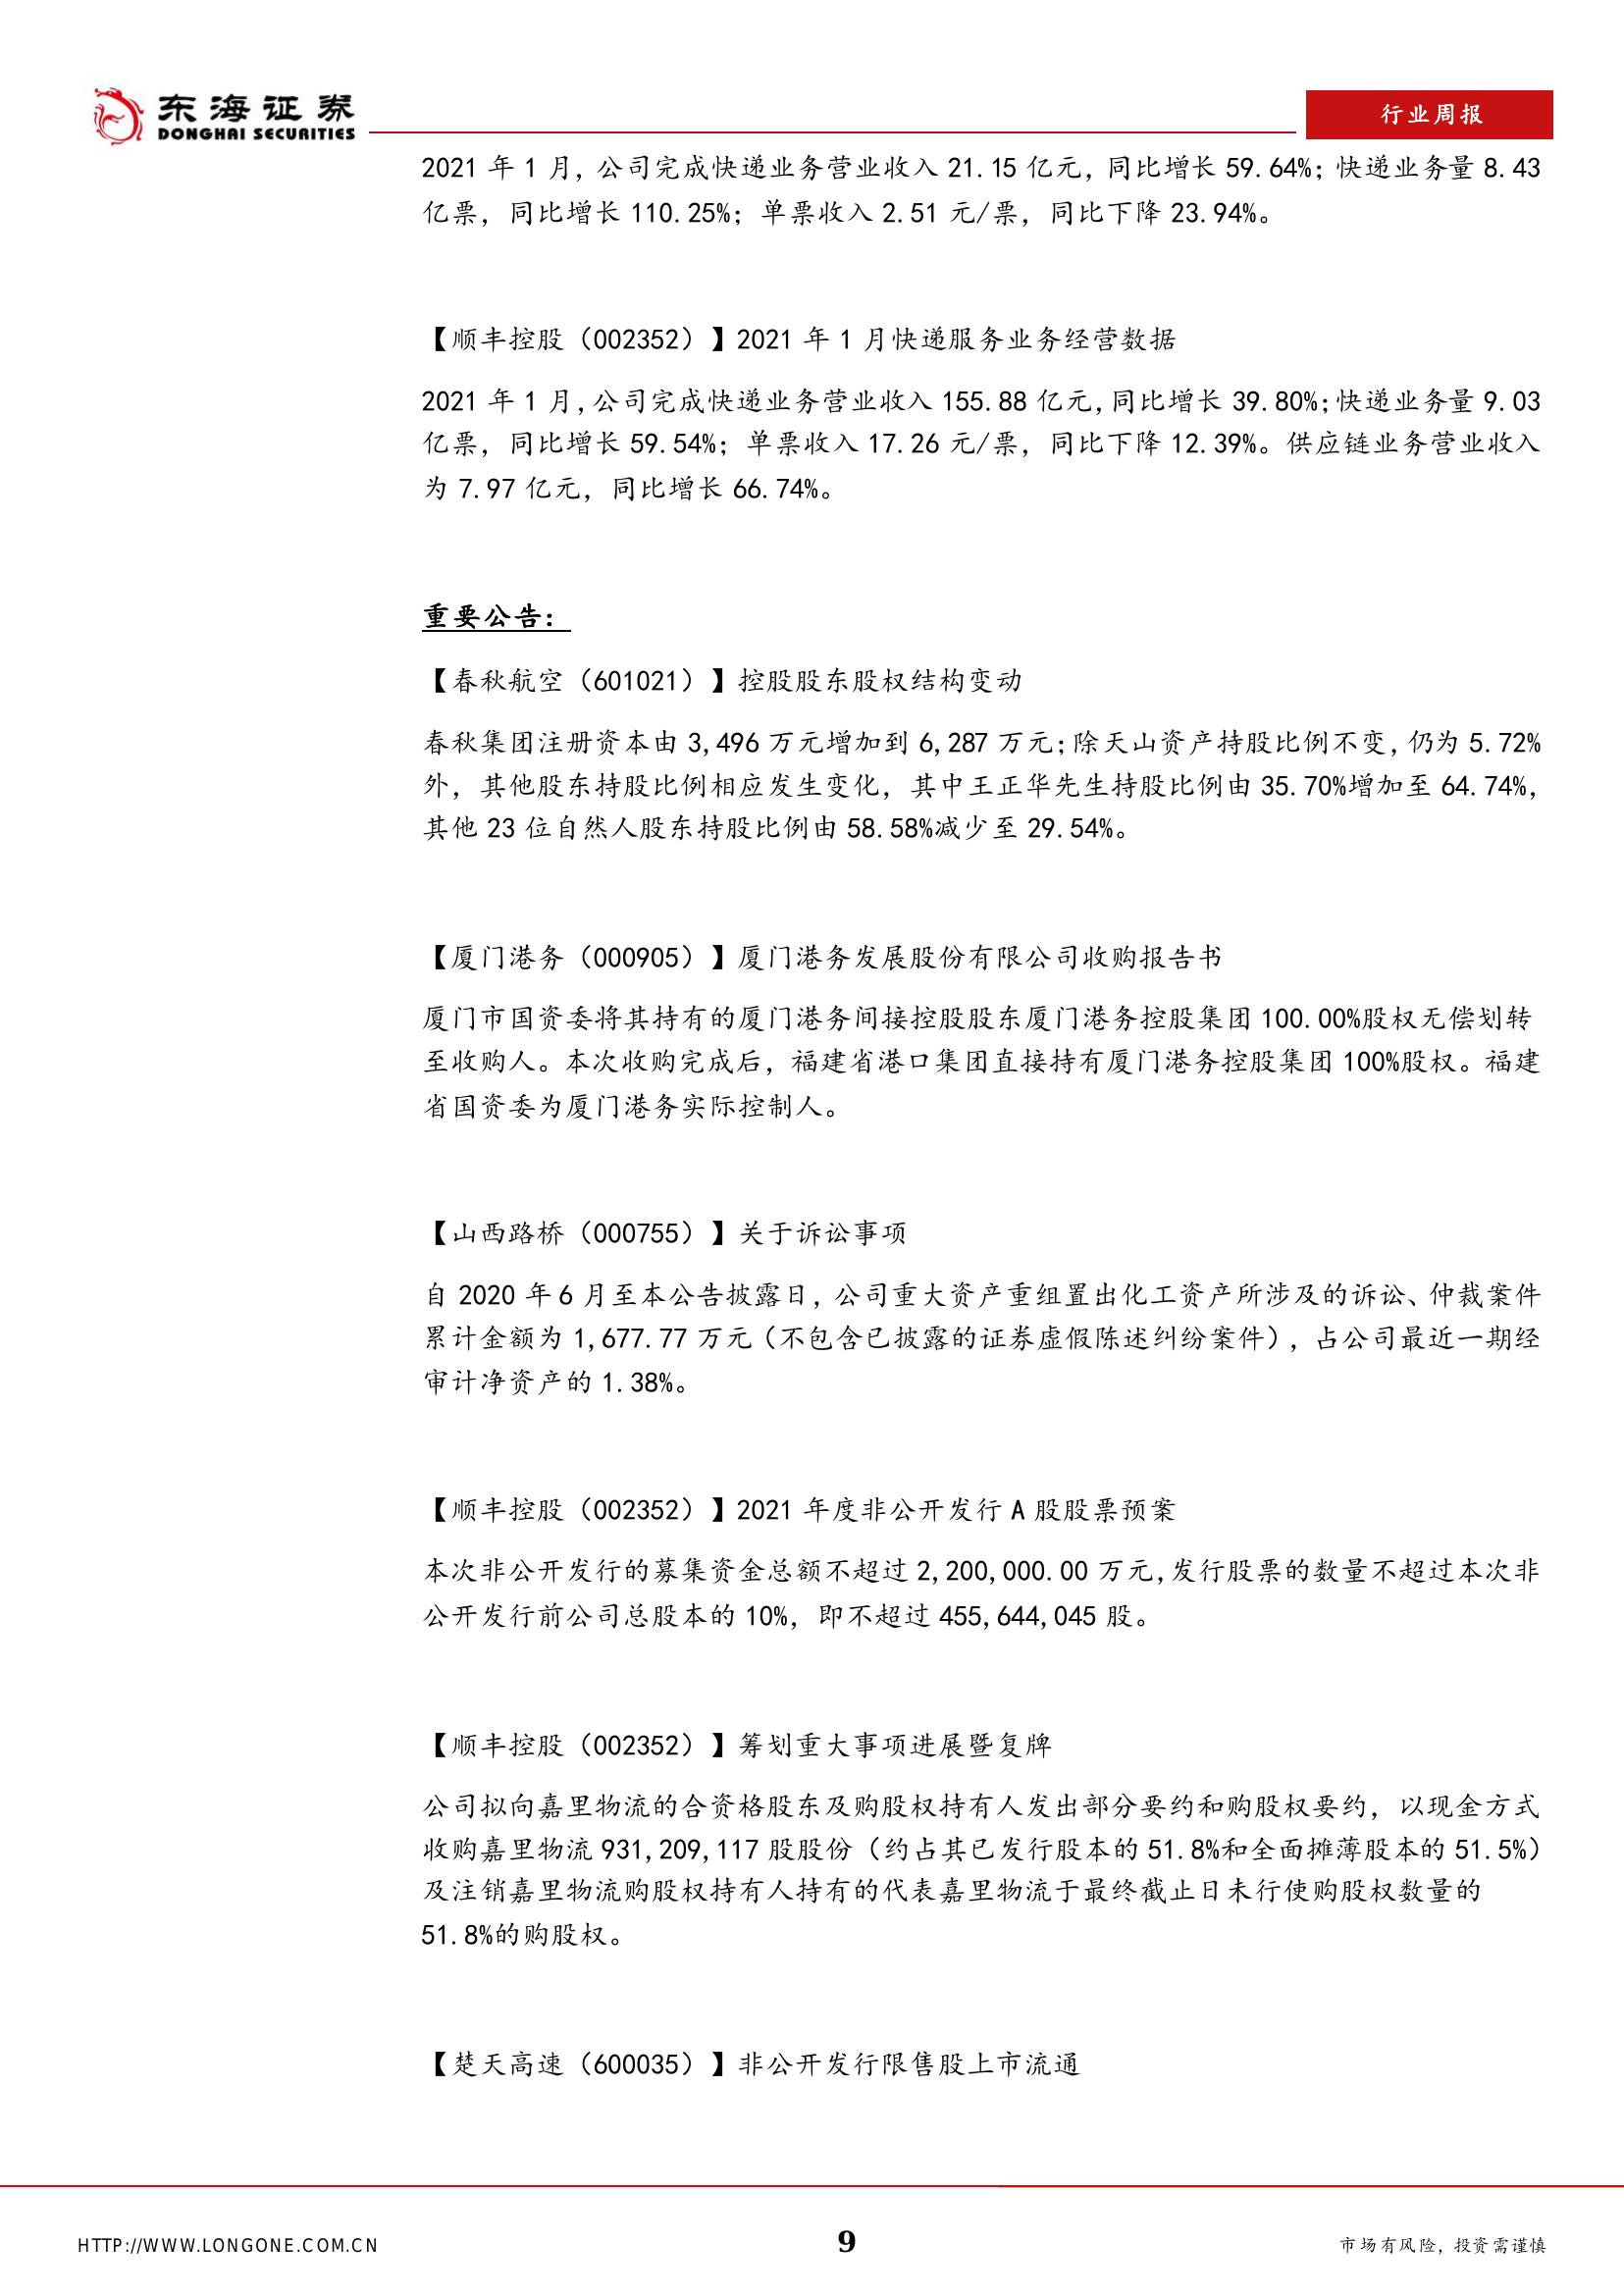 东海证券
DONGHAI SECURITIES
行业周报
2021 年 1 月，公司完成快递业务营业收入 21.15 亿元，同比增长 59.64%；快递业务量 8.43
亿票，同比增长 110.25%；单票收入 2.51 元/票，同比下降 23.94%。
【顺丰控股（002352）】2021 年 1 月快递服务业务经营数据
2021 年 1 月，公司完成快递业务营业收入 155.88 亿元，同比增长 39.80%；快递业务量 9.03
亿票，同比增长 59.54%；单票收入 17.26 元/票，同比下降 12.39%。供应链业务营业收入
为 7.97 亿元，同比增长 66.74%。
重要公告：
【春秋航空（601021）】控股股东股权结构变动
春秋集团注册资本由 3,496 万元增加到 6,287 万元；除天山资产持股比例不变，仍为 5.72%
外，其他股东持股比例相应发生变化，其中王正华先生持股比例由 35.70%增加至 64.74%，
其他 23 位自然人股东持股比例由 58.58%减少至 29.54%。
【厦门港务（000905）】厦门港务发展股份有限公司收购报告书
厦门市国资委将其持有的厦门港务间接控股股东厦门港务控股集团 100.00%股权无偿划转
至收购人。本次收购完成后，福建省港口集团直接持有厦门港务控股集团 100%股权。福建
省国资委为厦门港务实际控制人。
【山西路桥（000755）】关于诉讼事项
自 2020 年 6 月至本公告披露日，公司重大资产重组置出化工资产所涉及的诉讼、仲裁案件
累计金额为 1,677.77 万元（不包含已披露的证券虚假陈述纠纷案件），占公司最近一期经
审计净资产的 1.38%。
【顺丰控股（002352）】2021 年度非公开发行 A 股股票预案
本次非公开发行的募集资金总额不超过 2,200,000.00 万元，发行股票的数量不超过本次非
公开发行前公司总股本的 10%，即不超过 455,644,045 股。
【顺丰控股（002352）】筹划重大事项进展暨复牌
公司拟向嘉里物流的合资格股东及购股权持有人发出部分要约和购股权要约，以现金方式
收购嘉里物流 931,209,117 股股份（约占其已发行股本的 51.8%和全面摊薄股本的 51.5%）
及注销嘉里物流购股权持有人持有的代表嘉里物流于最终截止日未行使购股权数量的
51.8%的购股权。
【楚天高速（600035）】非公开发行限售股上市流通
HTTP://WWW.LONGONE.COM.CN
9
市场有风险，投资需谨慎